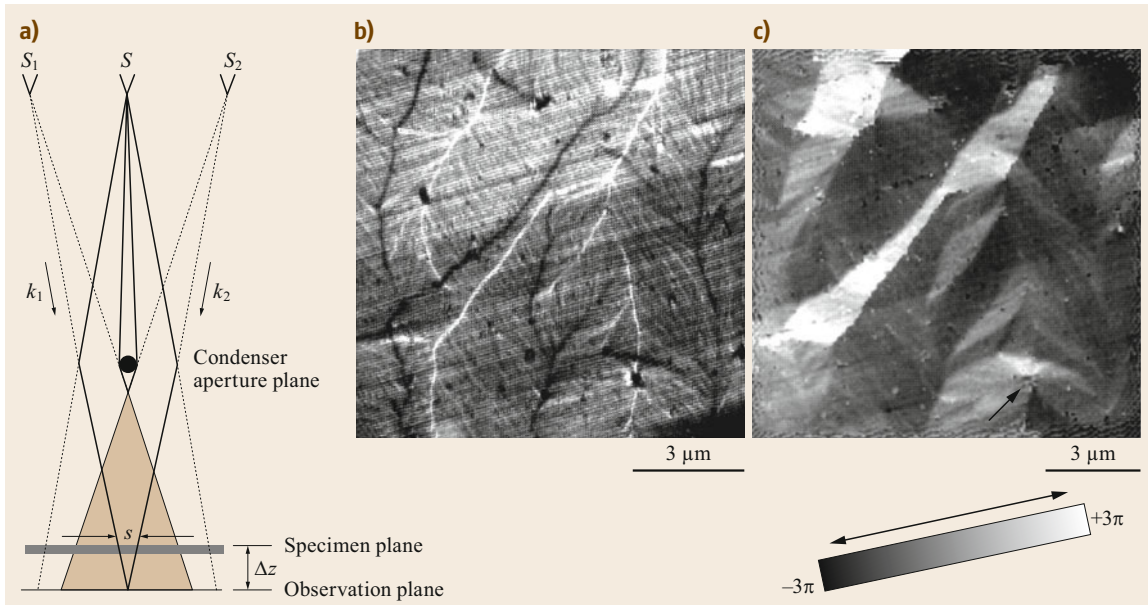 a)
S₁
S
S₂
k₁
k₂
Condenser
aperture plane
s
Specimen plane
Δz
Observation plane
b)
3 µm
c)
3 µm
−3π
+3π